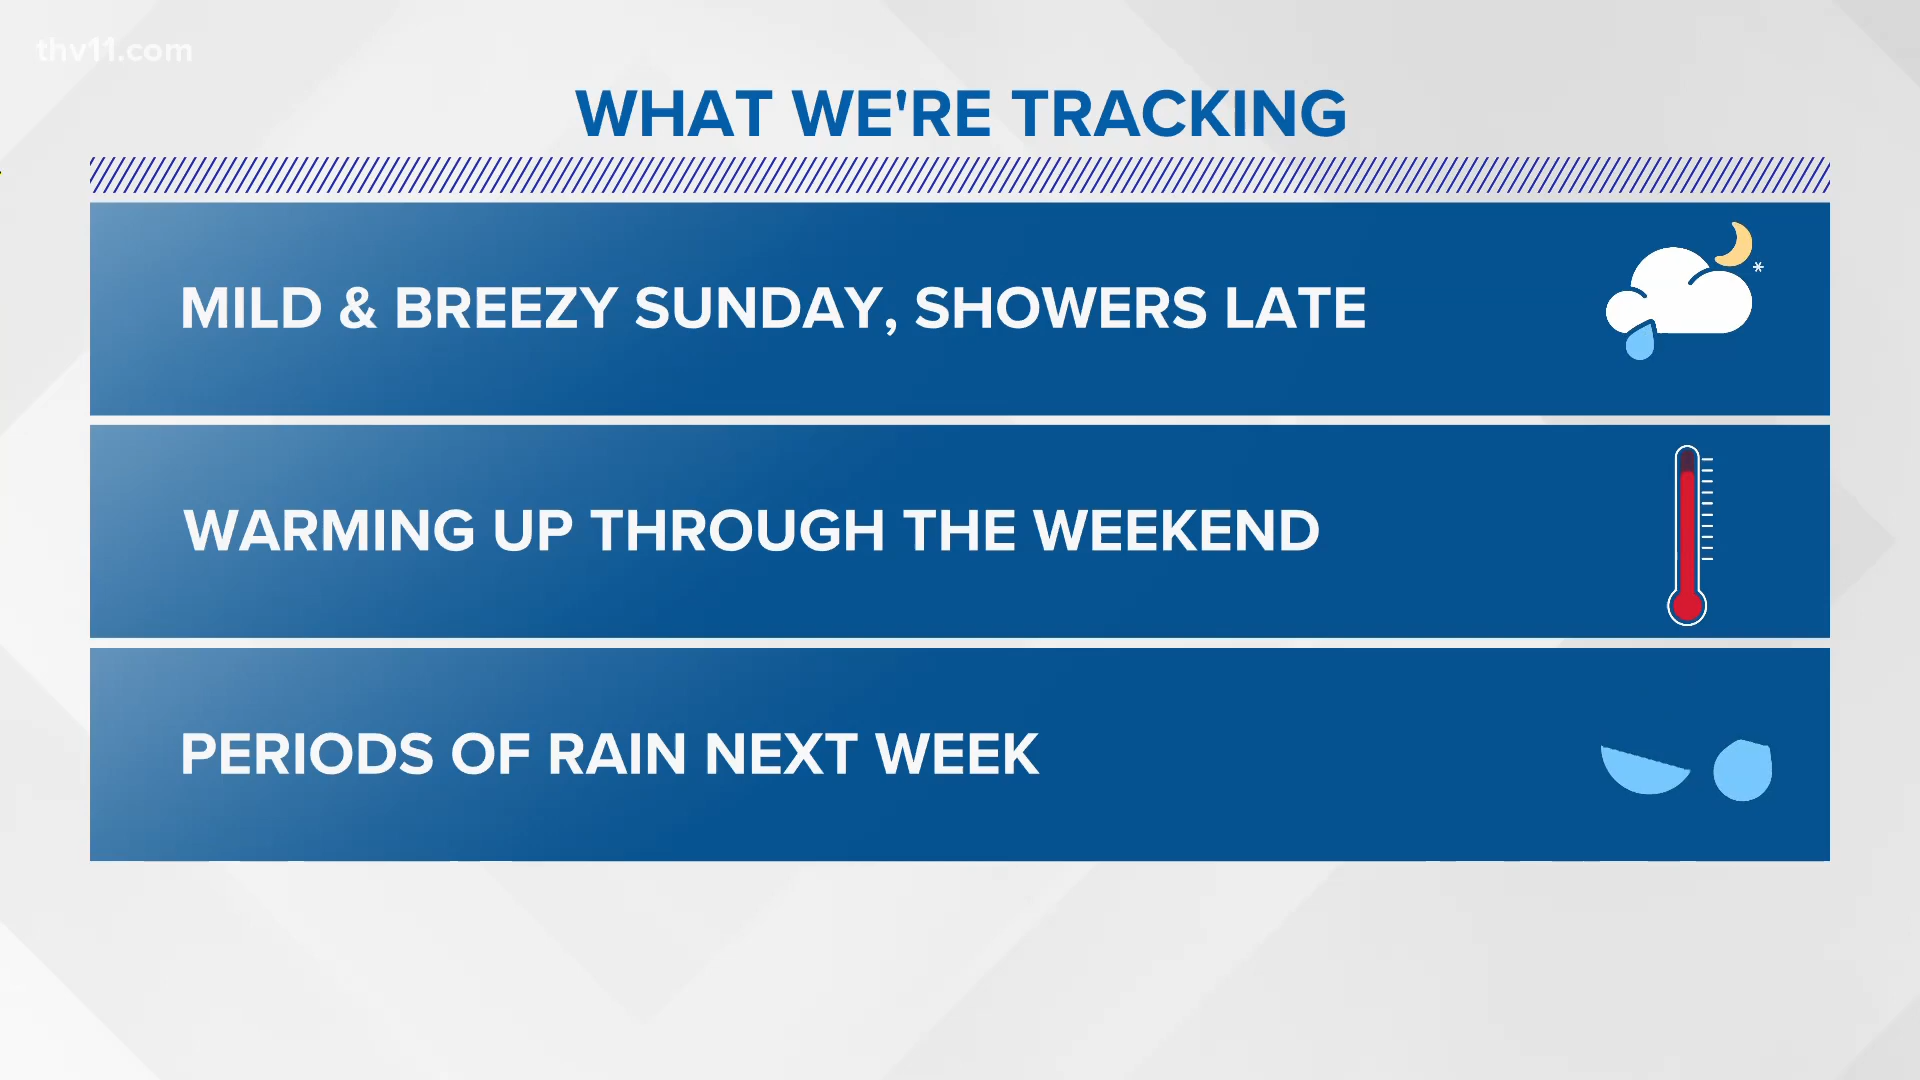 thv11.com
WHAT WE'RE TRACKING
MILD & BREEZY SUNDAY, SHOWERS LATE
WARMING UP THROUGH THE WEEKEND
PERIODS OF RAIN NEXT WEEK